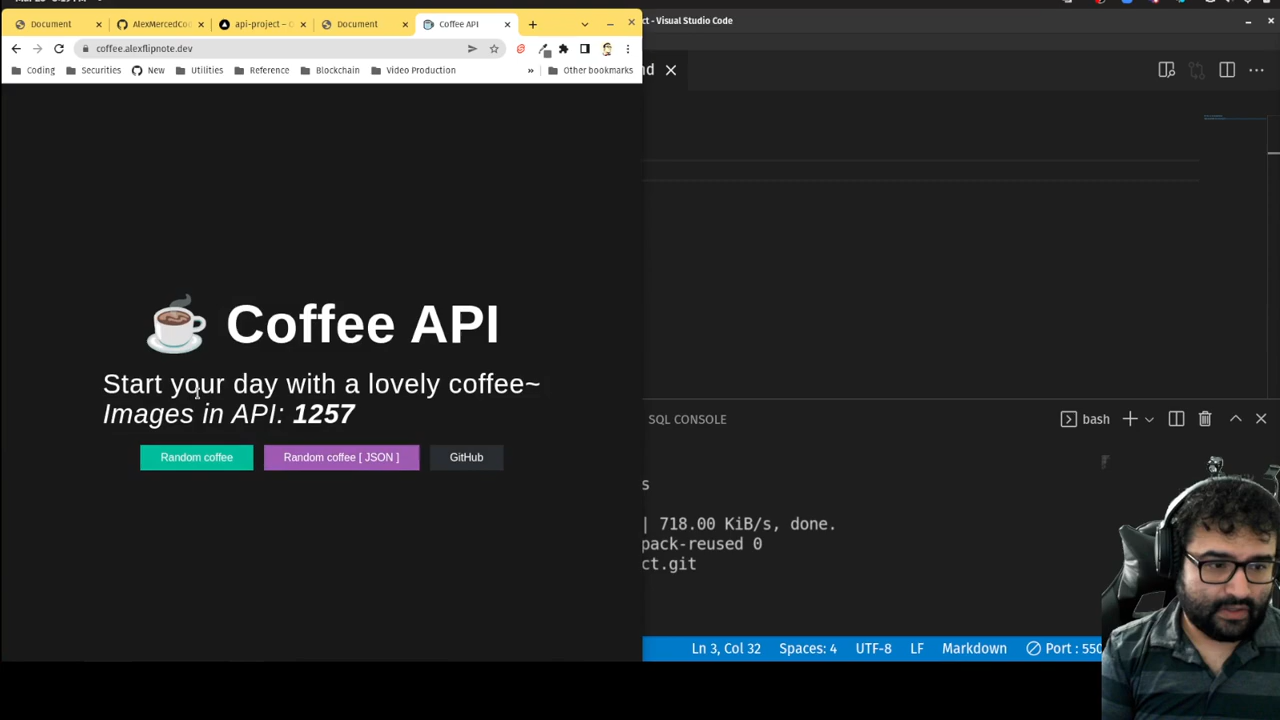 - Visual Studio Code
Document
AlexMercedCo
api-project – 
Document
Coffee API
coffee.alexflipnote.dev
Coding
Securities
New
Utilities
Reference
Blockchain
Video Production
»
Other bookmarks
Coffee API
Start your day with a lovely coffee~
Images in API: 1257
Random coffee
Random coffee [ JSON ]
GitHub
SQL CONSOLE
bash
s
| 718.00 KiB/s, done.
pack-reused 0
ct.git
Ln 3, Col 32
Spaces: 4
UTF-8
LF
Markdown
Port : 550